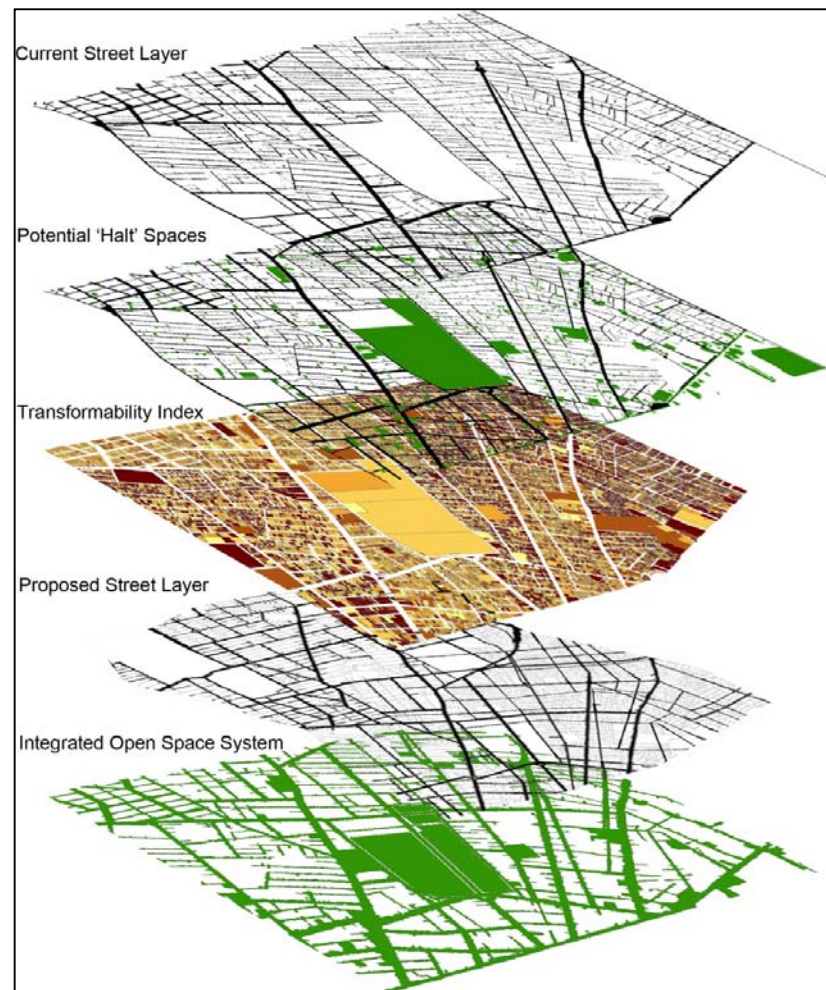 Current Street Layer
Potential 'Halt' Spaces
Transformability Index
Proposed Street Layer
Integrated Open Space System